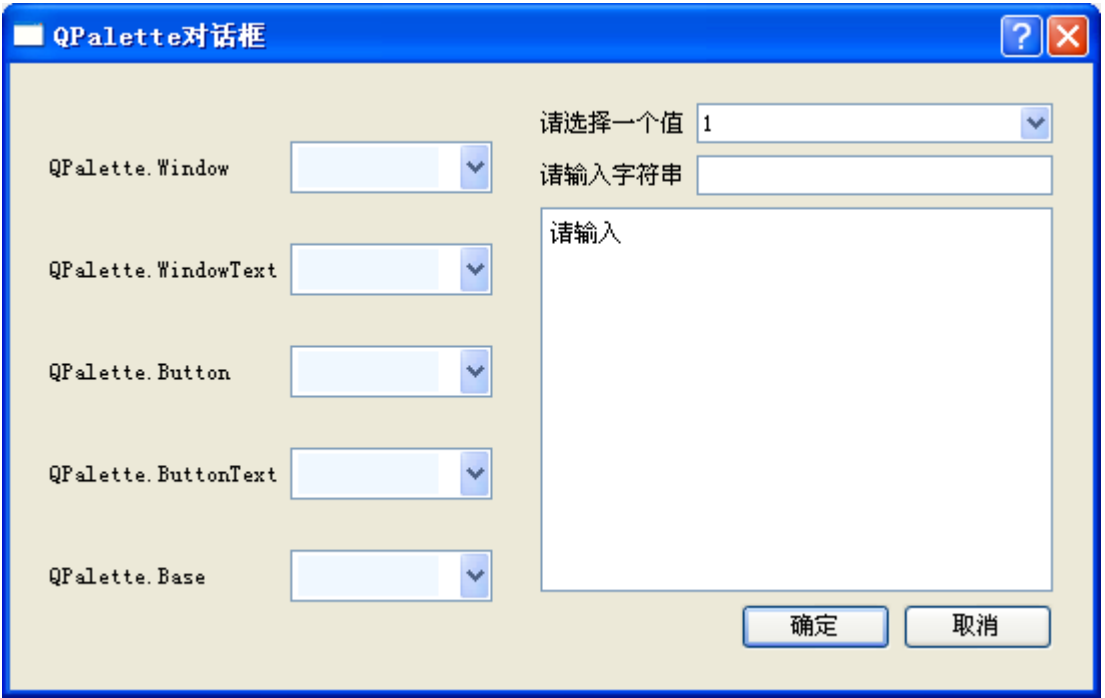 QPalette对话框
QPalette.Window
QPalette.WindowText
QPalette.Button
QPalette.ButtonText
QPalette.Base
请选择一个值 1
请输入字符串
请输入
确定 取消